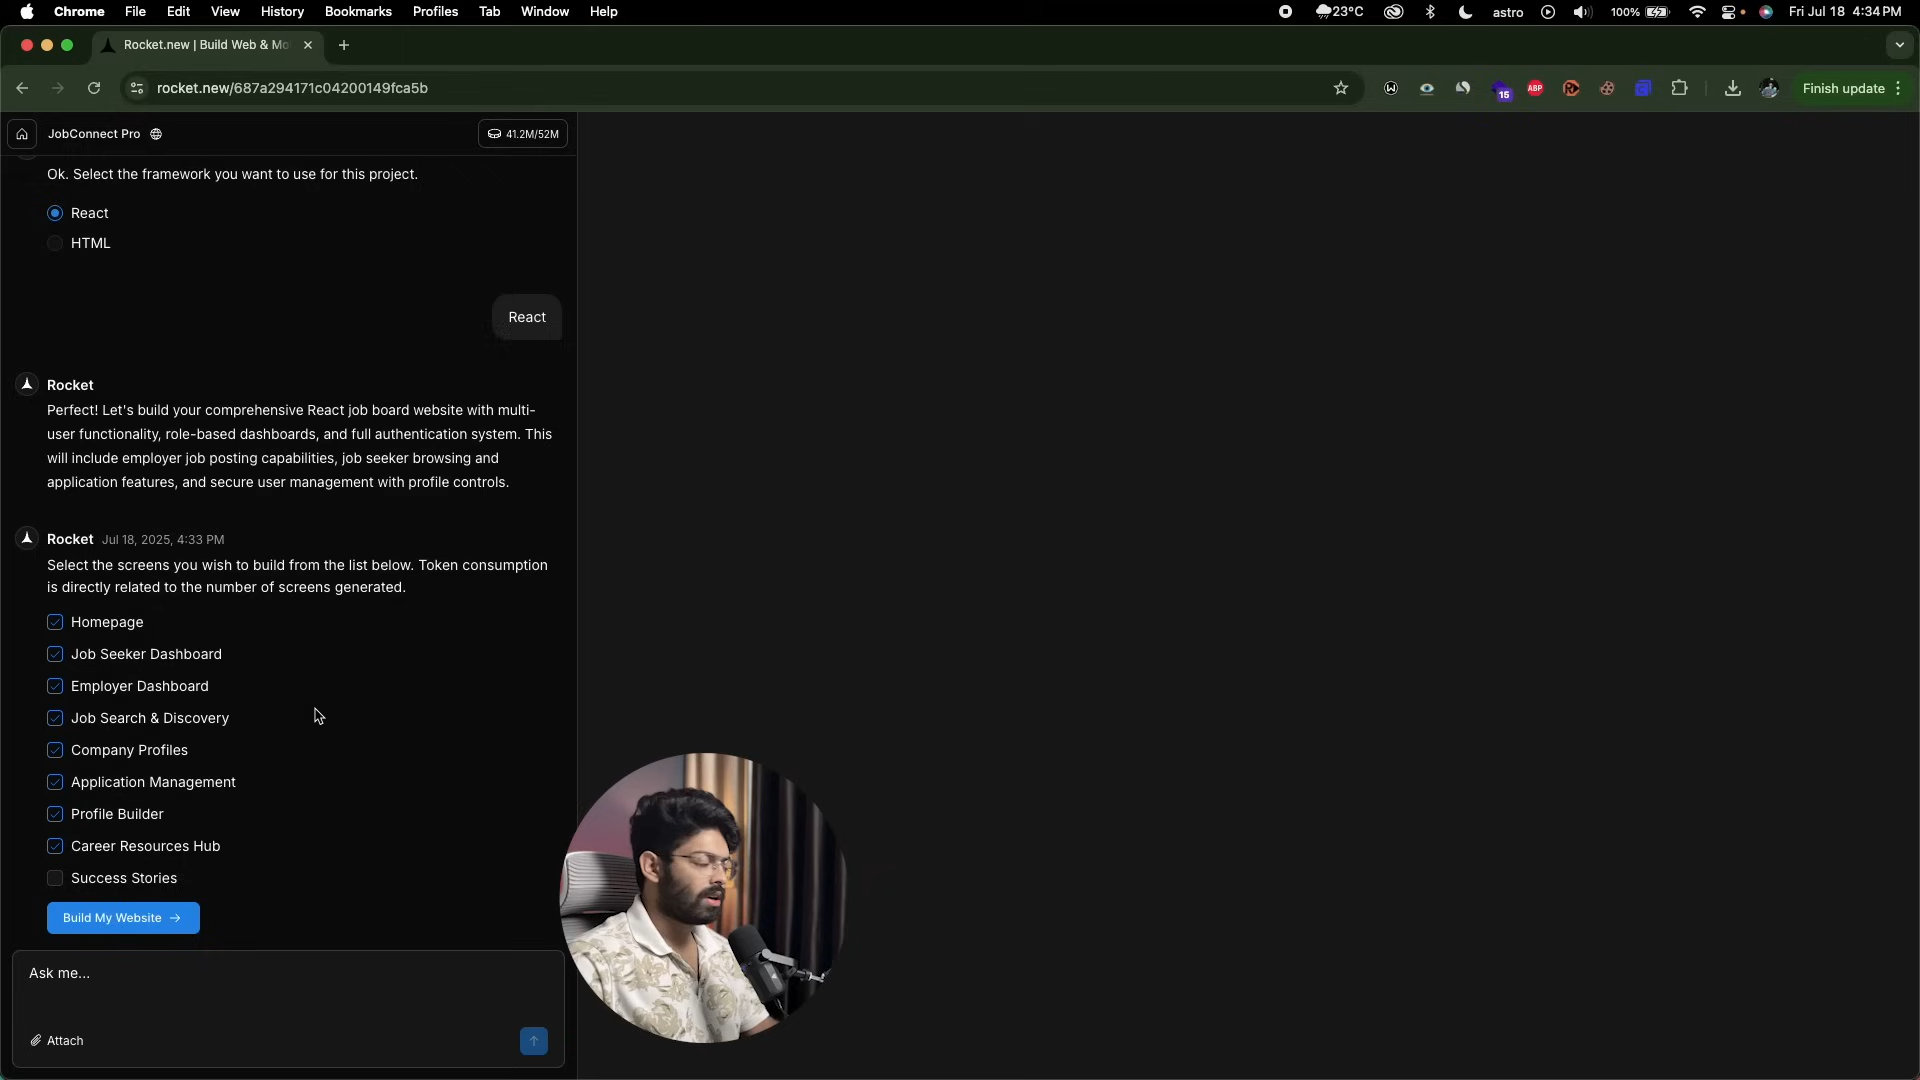 Chrome File Edit View History Bookmarks Profiles Tab Window Help 23°C astro 100% Fri Jul 18 4:34 PM
Rocket.new | Build Web & Mo
rocket.new/687a294171c04200149fca5b 15 ABP Finish update
JobConnect Pro 41.2M/52M
Ok. Select the framework you want to use for this project.
React
HTML
React
Rocket
Perfect! Let's build your comprehensive React job board website with multi-
user functionality, role-based dashboards, and full authentication system. This
will include employer job posting capabilities, job seeker browsing and
application features, and secure user management with profile controls.
Rocket Jul 18, 2025, 4:33 PM
Select the screens you wish to build from the list below. Token consumption
is directly related to the number of screens generated.
Homepage
Job Seeker Dashboard
Employer Dashboard
Job Search & Discovery
Company Profiles
Application Management
Profile Builder
Career Resources Hub
Success Stories
Build My Website →
Ask me...
Attach